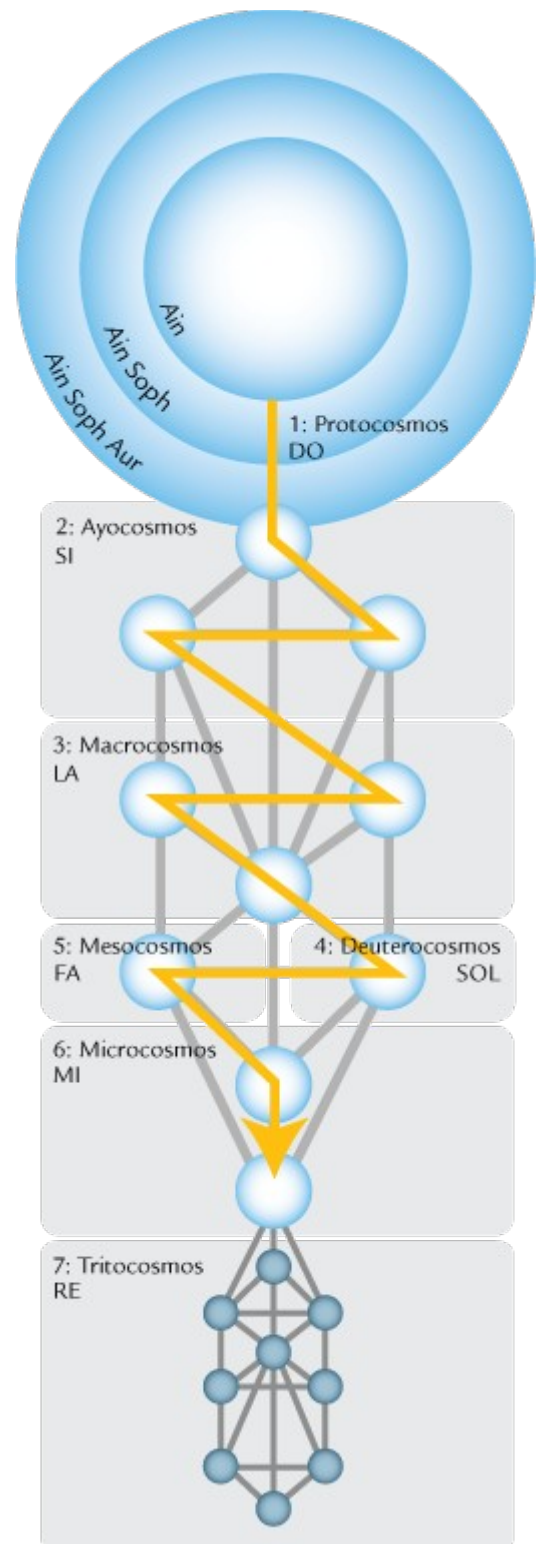 Ain
Ain Soph
Ain Soph Aur
1: Protocosmos
DO
2: Ayocosmos
SI
3: Macrocosmos
LA
5: Mesocosmos
FA
4: Deuterocosmos
SOL
6: Microcosmos
MI
7: Tritocosmos
RE